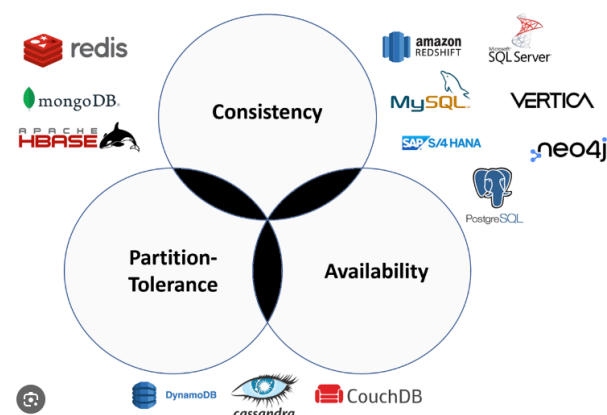 redis
mongoDB.
APACHE
HBASE
Consistency
amazon
REDSHIFT
Microsoft
SQL Server
MySQL
VERTICA
SAP S/4 HANA
neo4j
PostgreSQL
Partition-
Tolerance
Availability
DynamoDB
cassandra
CouchDB